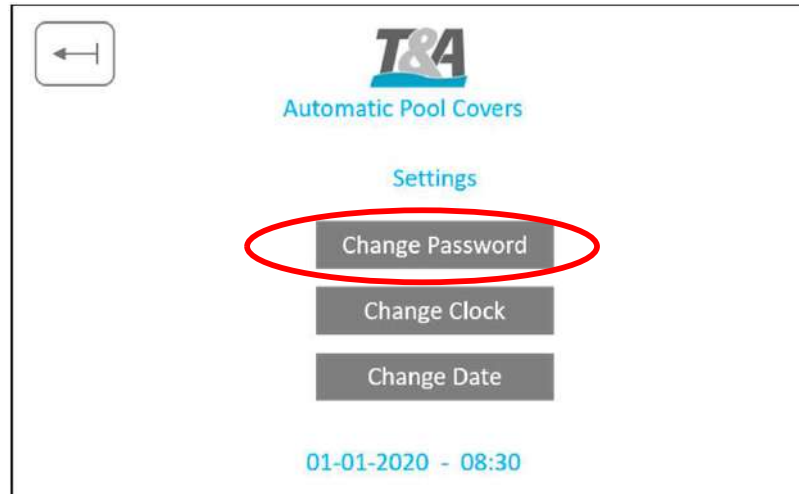 T&A
Automatic Pool Covers
Settings
Change Password
Change Clock
Change Date
01-01-2020 - 08:30